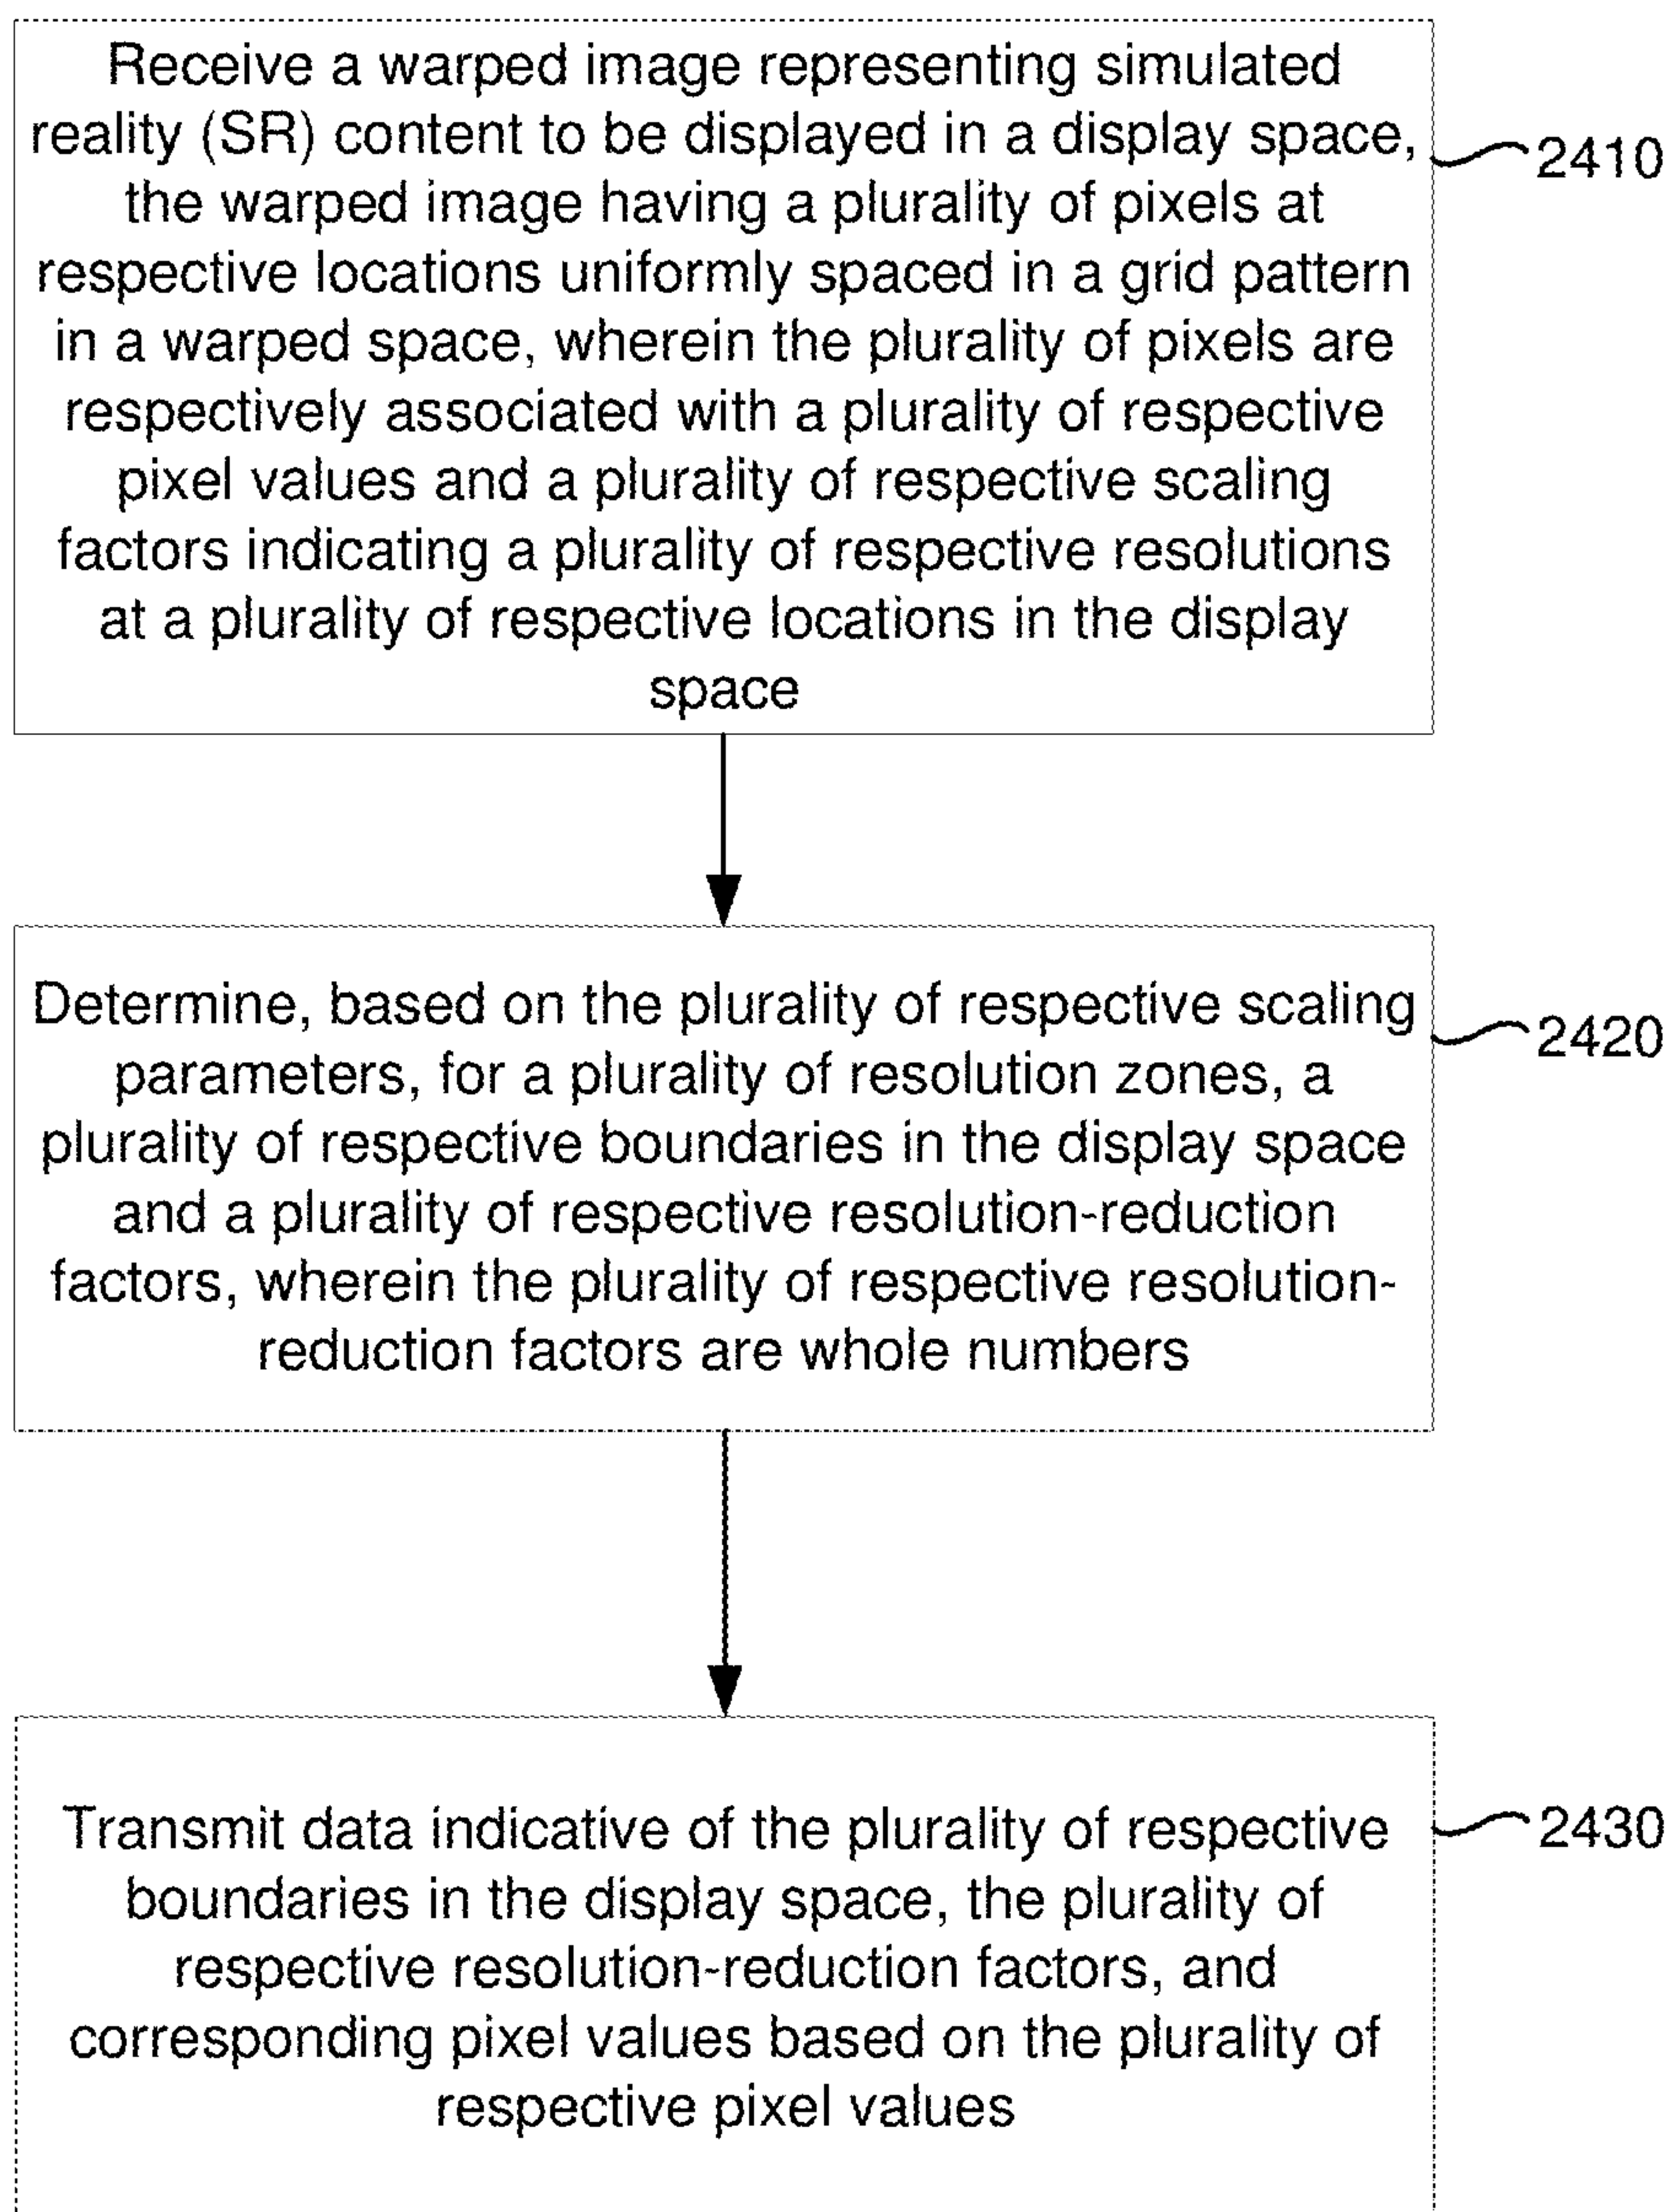 Receive a warped image representing simulated
reality (SR) content to be displayed in a display space,
the warped image having a plurality of pixels at
respective locations uniformly spaced in a grid pattern
in a warped space, wherein the plurality of pixels are
respectively associated with a plurality of respective
pixel values and a plurality of respective scaling
factors indicating a plurality of respective resolutions
at a plurality of respective locations in the display
space
2410
Determine, based on the plurality of respective scaling
parameters, for a plurality of resolution zones, a
plurality of respective boundaries in the display space
and a plurality of respective resolution-reduction
factors, wherein the plurality of respective resolution-
reduction factors are whole numbers
2420
Transmit data indicative of the plurality of respective
boundaries in the display space, the plurality of
respective resolution-reduction factors, and
corresponding pixel values based on the plurality of
respective pixel values
2430